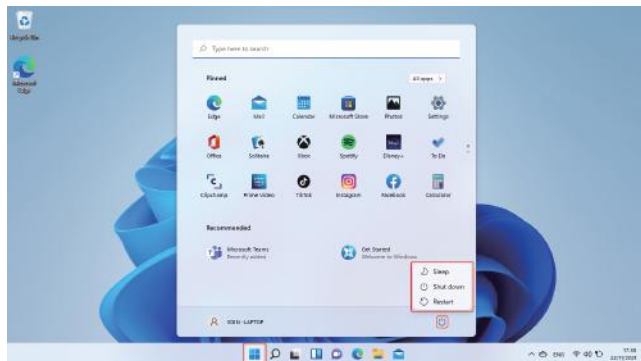 Recycle Bin
Microsoft
Edge
Type here to search
Pinned
All apps >
Edge
Mail
Calendar
Microsoft Store
Photos
Settings
Office
Solitaire
Xbox
Spotify
Disney+
To Do
Clipchamp
Prime Video
TikTok
Instagram
Facebook
Calculator
Recommended
Microsoft Teams
Recently added
Get Started
Welcome to Windows
Sleep
Shut down
Restart
LAPTOP
ENG